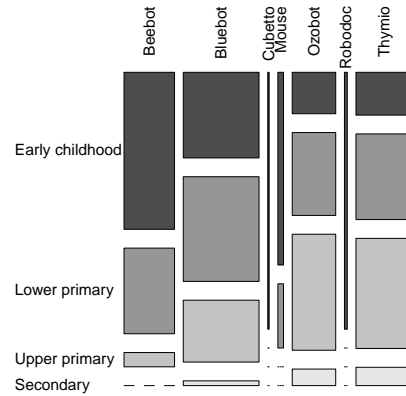 Beebot
Bluebot
Cubetto
Mouse
Ozobot
Robodoc
Thymio
Early childhood
Lower primary
Upper primary
Secondary